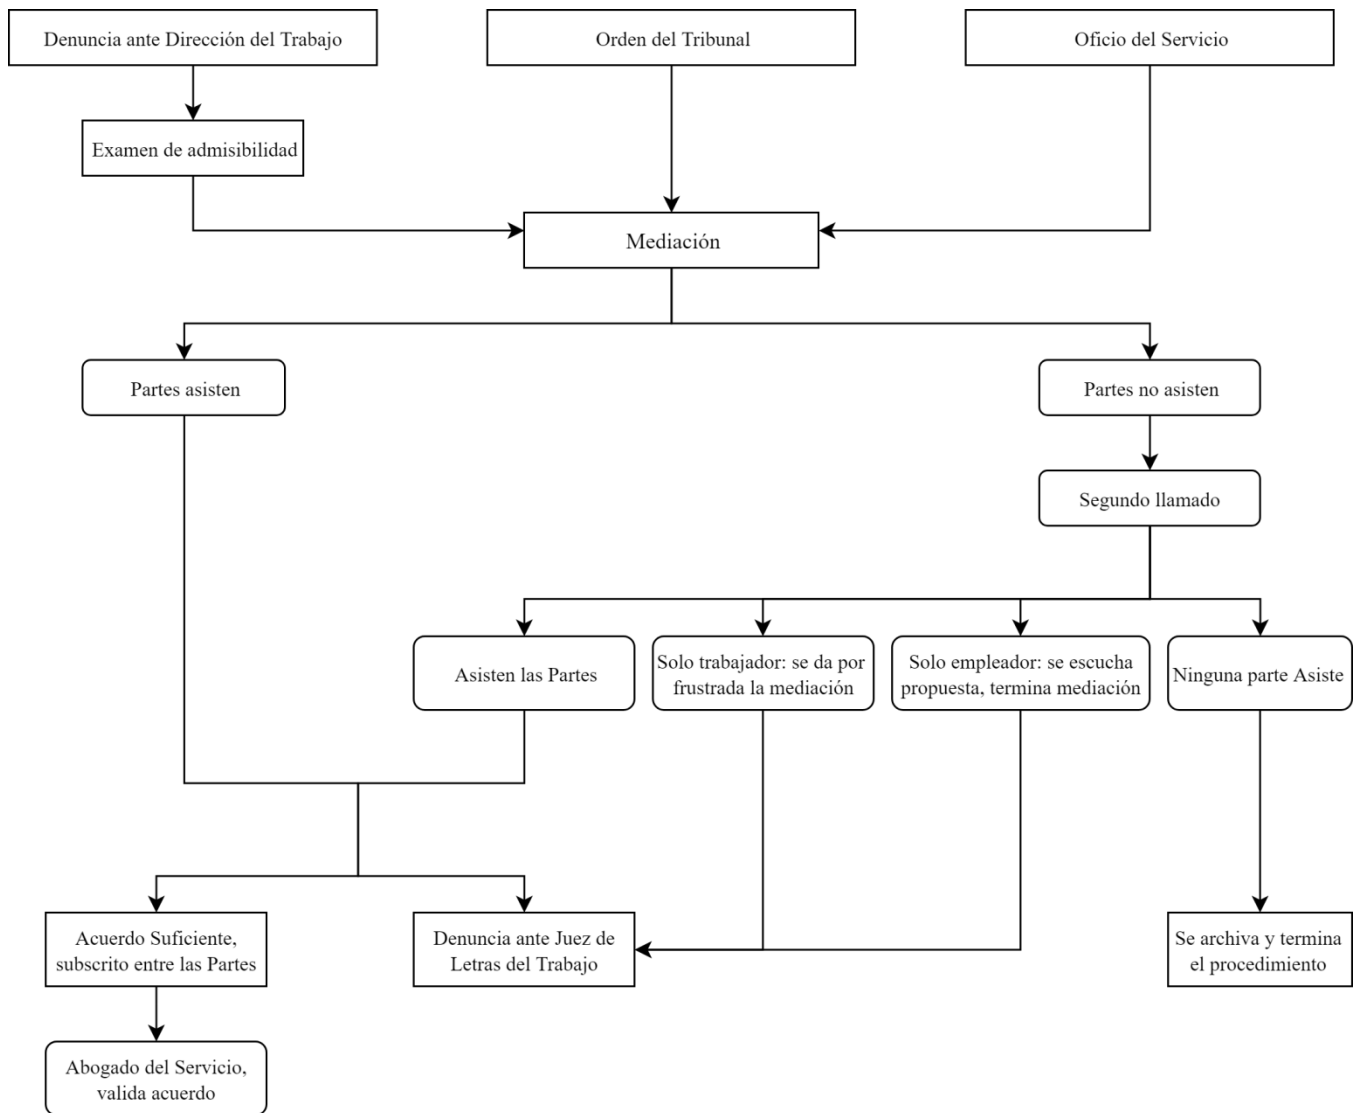 Denuncia ante Dirección del Trabajo
Orden del Tribunal
Oficio del Servicio
Examen de admisibilidad
Mediación
Partes asisten
Partes no asisten
Segundo llamado
Asisten las Partes
Solo trabajador: se da por
frustrada la mediación
Solo empleador: se escucha
propuesta, termina mediación
Ninguna parte Asiste
Acuerdo Suficiente,
subscrito entre las Partes
Denuncia ante Juez de
Letras del Trabajo
Se archiva y termina
el procedimiento
Abogado del Servicio,
valida acuerdo